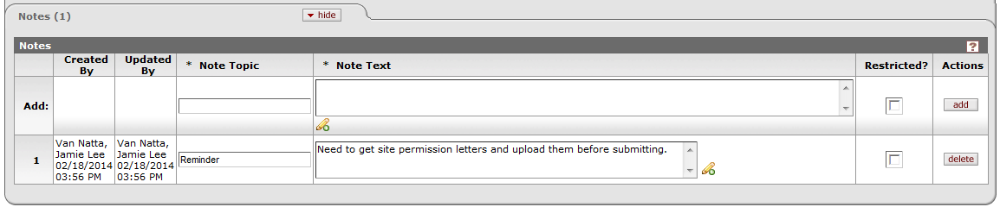 Notes (1)
hide
Notes
?
Created By
Updated By
* Note Topic
* Note Text
Restricted?
Actions
Add:
add
1
Van Natta,
Jamie Lee
02/18/2014
03:56 PM
Van Natta,
Jamie Lee
02/18/2014
03:56 PM
Reminder
Need to get site permission letters and upload them before submitting.
delete